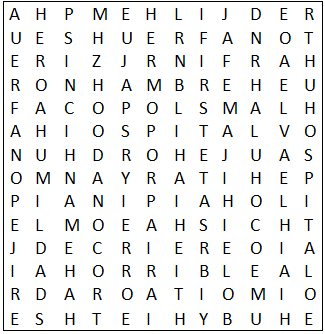 A H P M E H L I J D E R
U E S H U E R F A N O T
E R I Z J R N I F R A H
R O N H A M B R E H E U
F A C O P O L S M A L H
A H I O S P I T A L V O
N U H D R O H E J U A S
O M N A Y R A T I H E P
P I A N I P I A H O L I
E L M O E A H S I C H T
J D E C R I E R E O I A
I A H O R R I B L E A L
R D A R O A T I O M I O
E S H T E I H Y B U H E